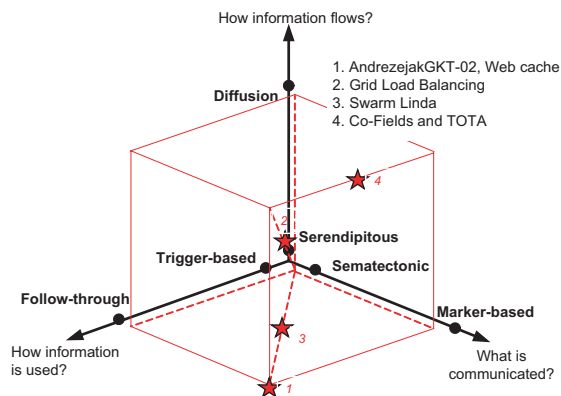 How information flows?
1. AndrezejakGKT-02, Web cache
2. Grid Load Balancing
3. Swarm Linda
4. Co-Fields and TOTA
Diffusion
4
2
Serendipitous
Trigger-based
Sematectonic
Follow-through
Marker-based
3
How information
is used?
What is
communicated?
1